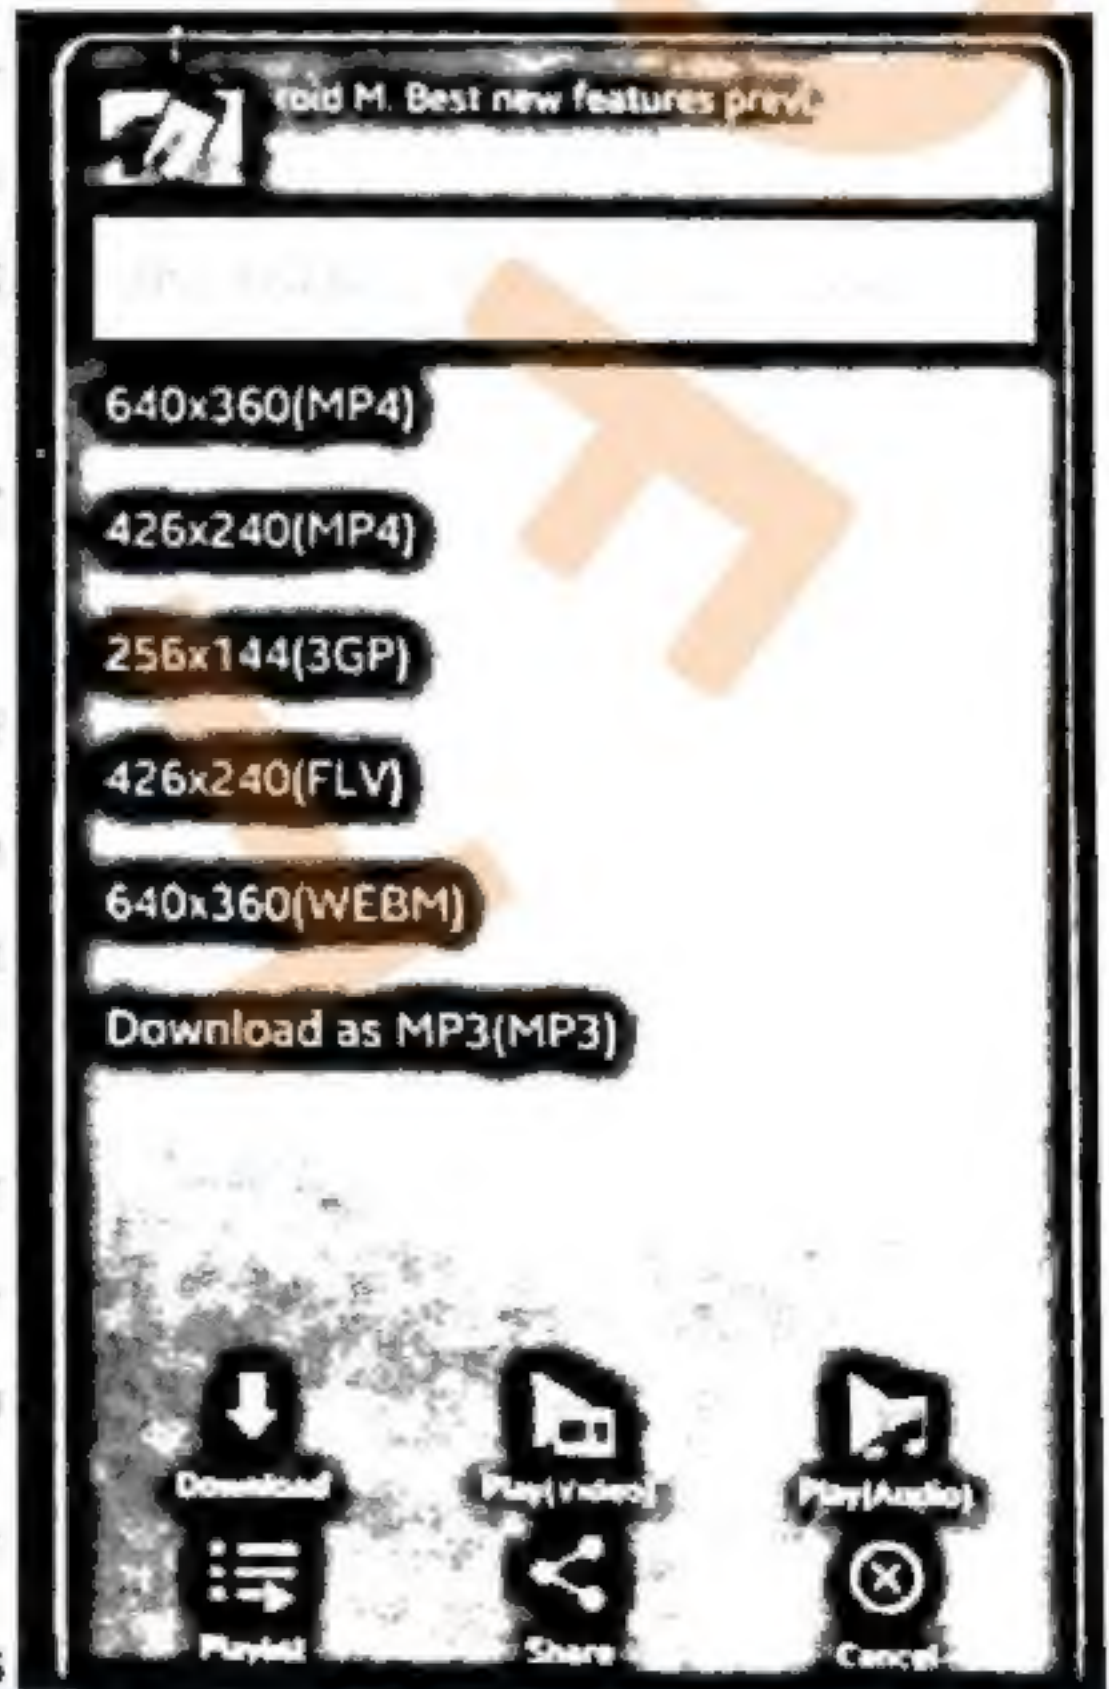 roid M. Best new features previ
640x360(MP4)
426x240(MP4)
256x144(3GP)
426x240(FLV)
640x360(WEBM)
Download as MP3(MP3)
Download Play(Video) Play(Audio)
Playlist Share Cancel